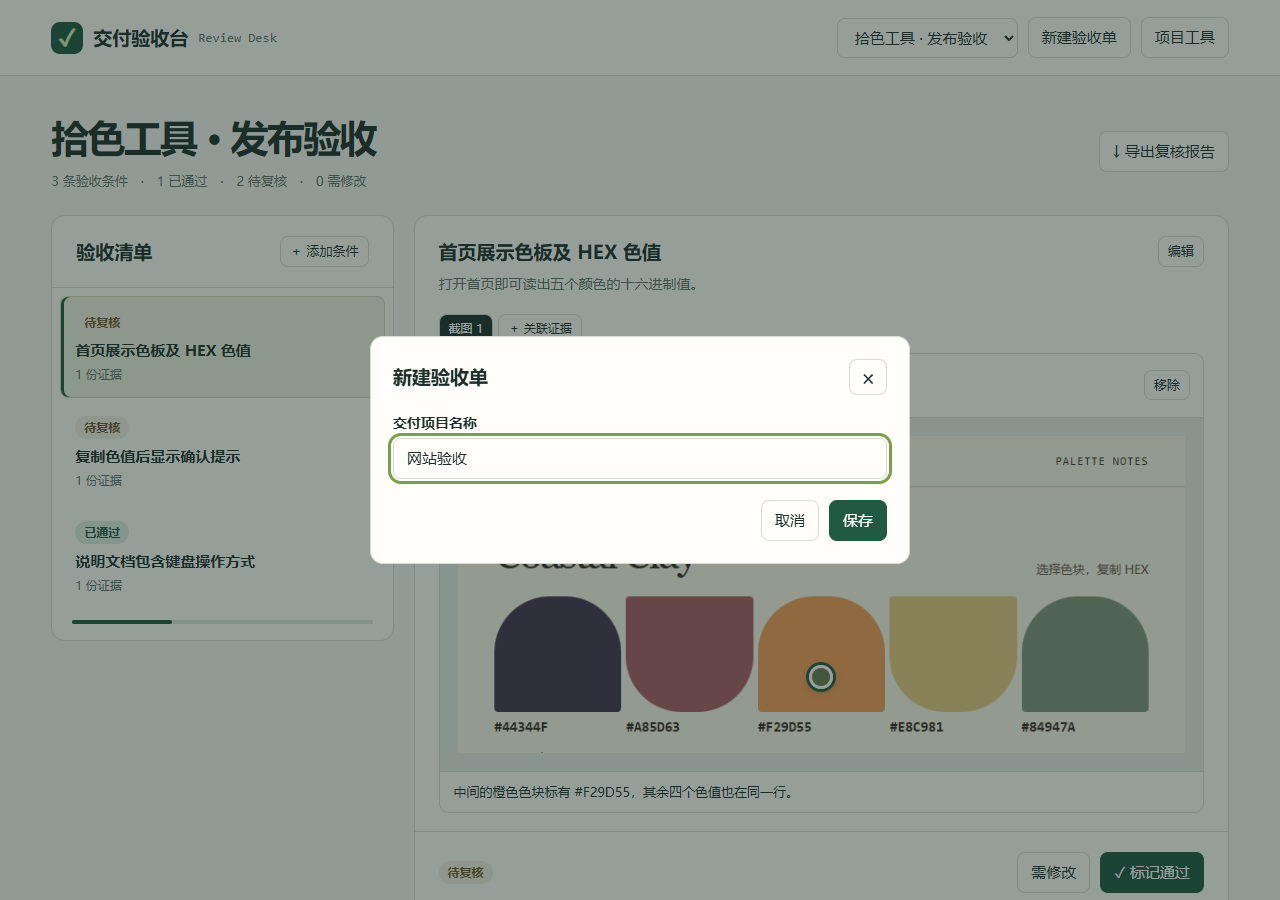 交付验收台 Review Desk
拾色工具 · 发布验收
新建验收单
项目工具
拾色工具 · 发布验收
3 条验收条件 · 1 已通过 · 2 待复核 · 0 需修改
↓ 导出复核报告
验收清单
+ 添加条件
待复核
首页展示色板及 HEX 色值
1 份证据
待复核
复制色值后显示确认提示
1 份证据
已通过
说明文档包含键盘操作方式
1 份证据
首页展示色板及 HEX 色值
编辑
打开首页即可读出五个颜色的十六进制值。
截图 1
+ 关联证据
移除
新建验收单
×
交付项目名称
网站验收
取消
保存
PALETTE NOTES
Coastal Clay
选择色块，复制 HEX
#44344F
#A85D63
#F29D55
#E8C981
#84947A
中间的橙色色块标有 #F29D55，其余四个色值也在同一行。
待复核
需修改
✓ 标记通过